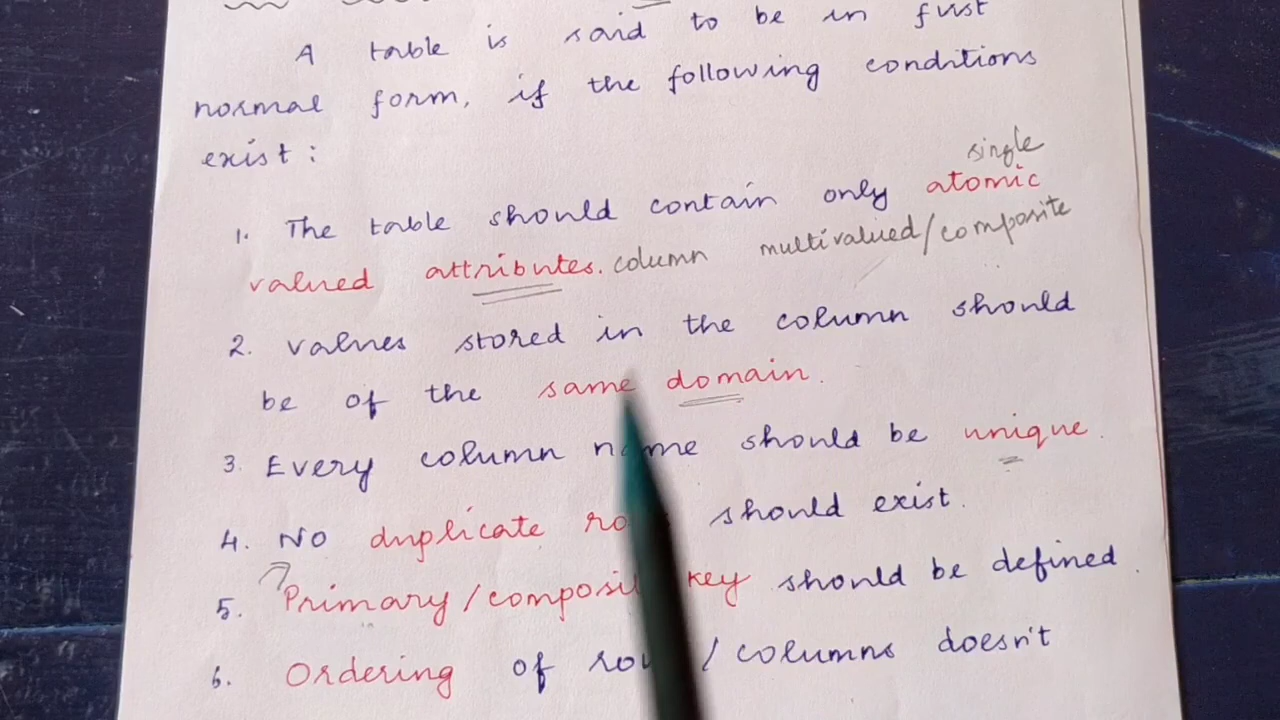 A table is said to be in first
normal form, if the following conditions
exist:
single
1. The table should contain only atomic
valued attributes. column multivalued/composite
2. values stored in the column should
be of the same domain.
3. Every column name should be unique.
4. No duplicate should exist.
5. Primary/ key should be defined.
6. Ordering of / columns doesn't